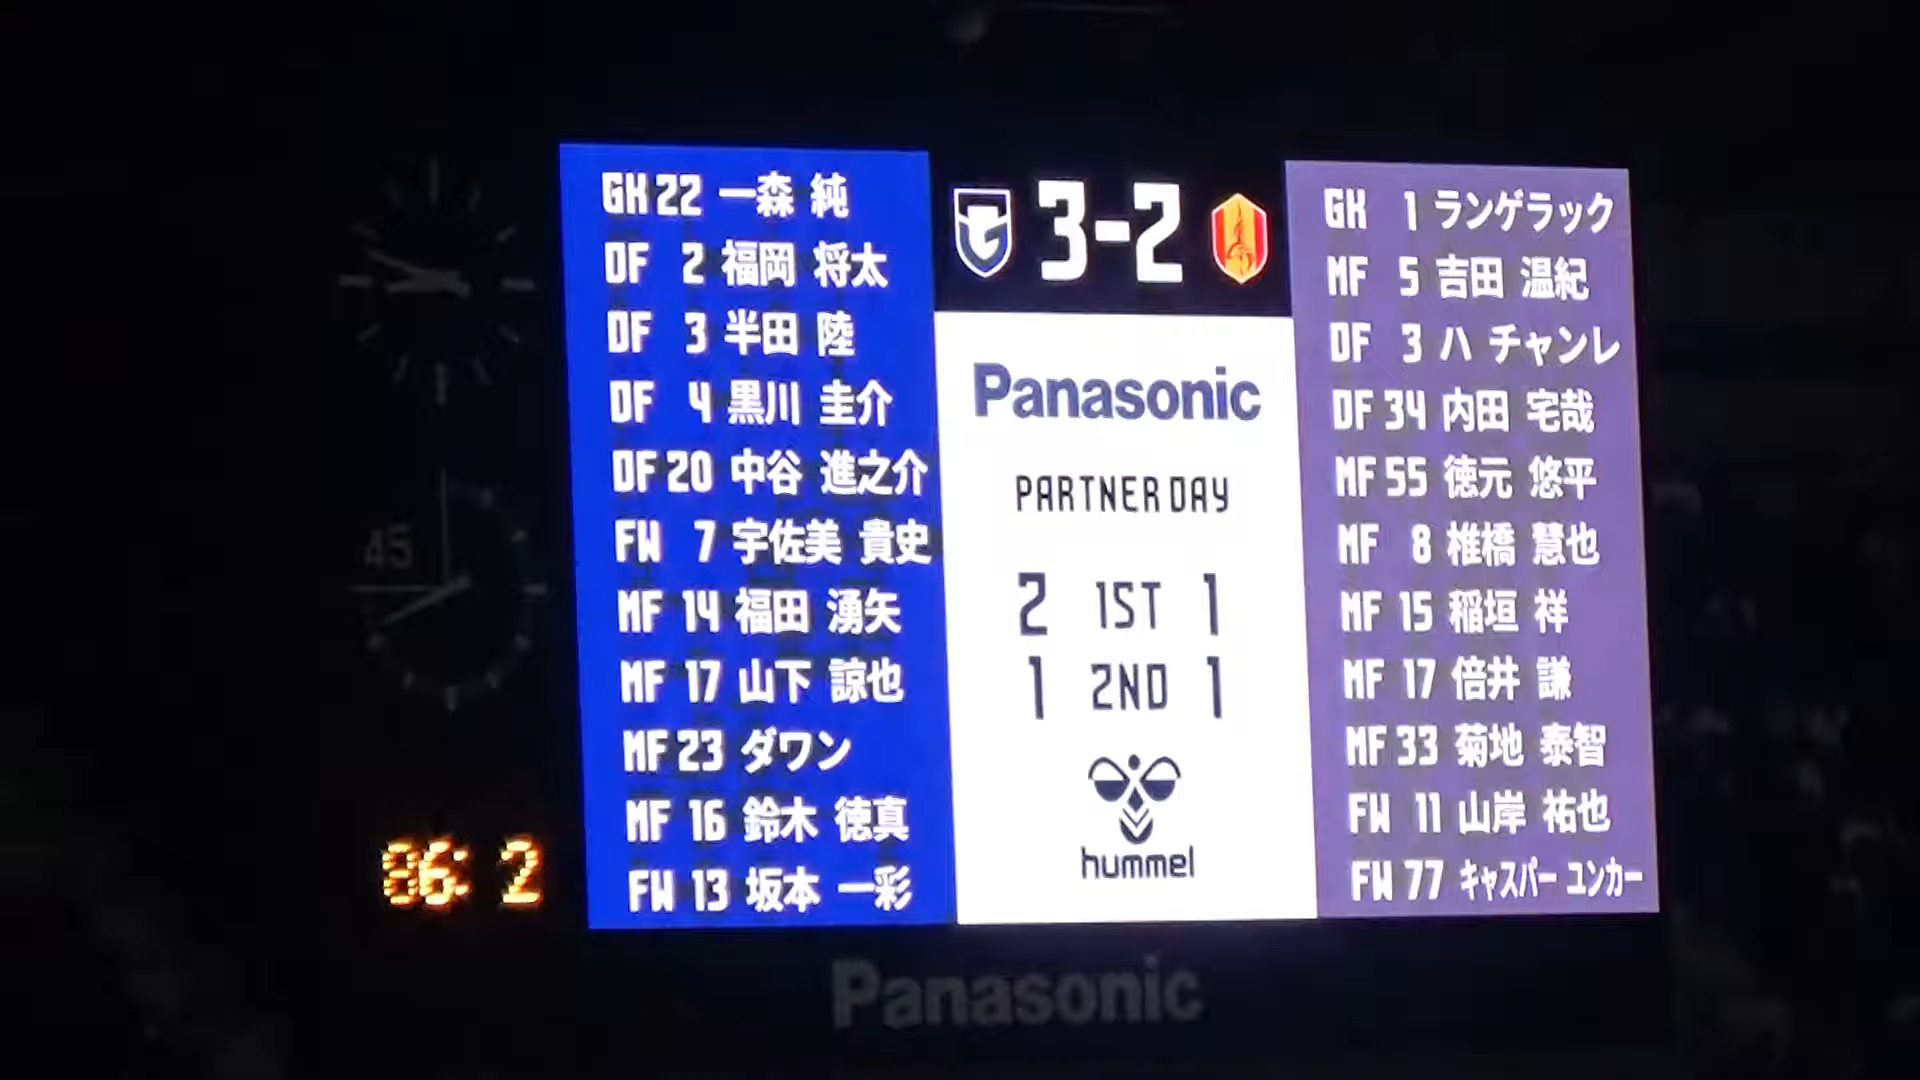 GK 22 一森 純
DF 2 福岡 将太
DF 3 半田 陸
DF 4 黒川 圭介
DF 20 中谷 進之介
FW 7 宇佐美 貴史
MF 14 福田 湧矢
MF 17 山下 諒也
MF 23 ダワン
MF 16 鈴木 徳真
FW 13 坂本 一彩
3-2
Panasonic
PARTNER DAY
2 1ST 1
1 2ND 1
hummel
GK 1 ランゲラック
MF 5 吉田 温紀
DF 3 ハ チャンレ
DF 34 内田 宅哉
MF 55 徳元 悠平
MF 8 椎橋 慧也
MF 15 稲垣 祥
MF 17 倍井 謙
MF 33 菊地 泰智
FW 11 山岸 祐也
FW 77 キャスパー ユンカー
45
86: 2
Panasonic